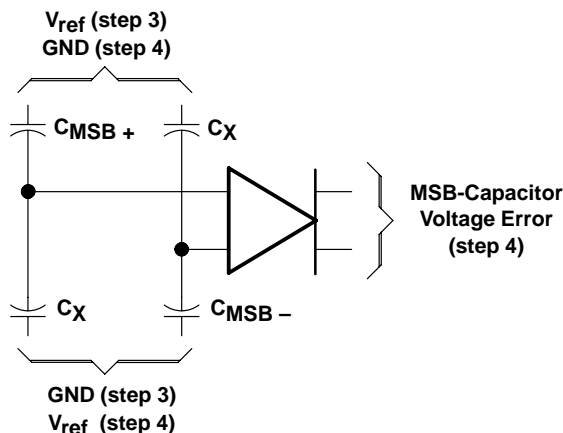 Vref (step 3)
GND (step 4)
CMSB +
CX
MSB-Capacitor
Voltage Error
(step 4)
CX
CMSB –
GND (step 3)
Vref (step 4)